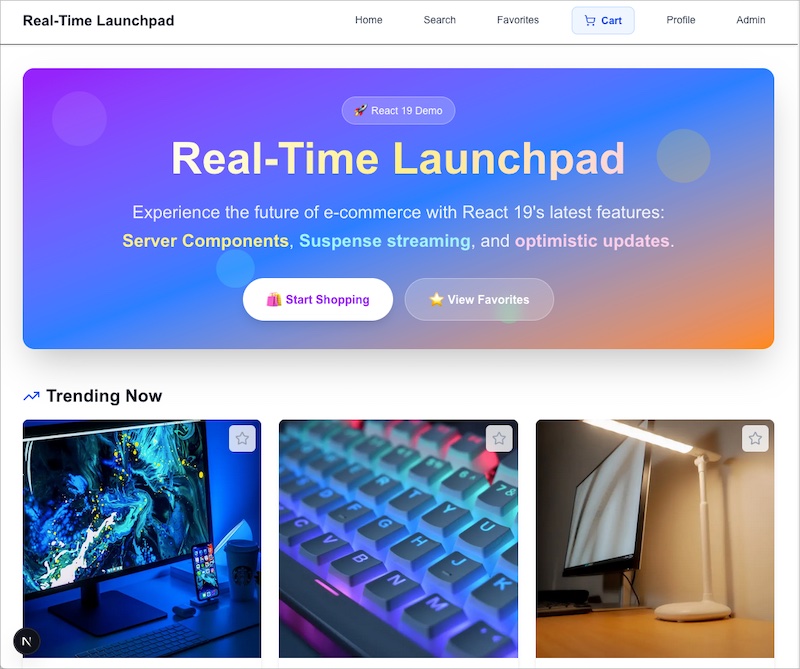 Real-Time Launchpad
Home
Search
Favorites
Cart
Profile
Admin
🚀 React 19 Demo
Real-Time Launchpad
Experience the future of e-commerce with React 19's latest features:
Server Components, Suspense streaming, and optimistic updates.
🛍️ Start Shopping
⭐ View Favorites
Trending Now
7
8
R
T
Y
U
F
G
H
J
K
C
V
B
N
M
N